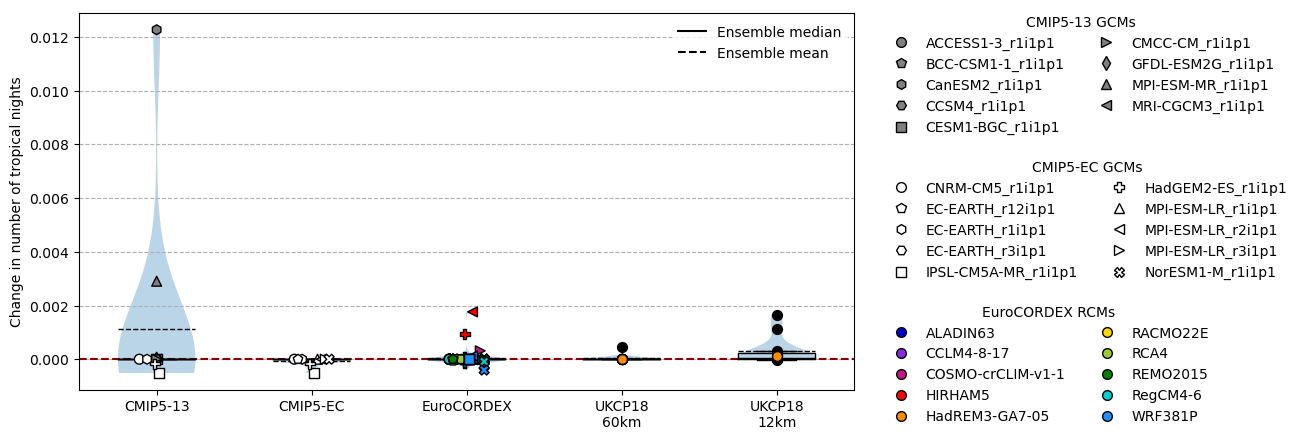 Change in number of tropical nights
0.012
0.010
0.008
0.006
0.004
0.002
0.000
Ensemble median
Ensemble mean
CMIP5-13
CMIP5-EC
EuroCORDEX
UKCP18
60km
UKCP18
12km
CMIP5-13 GCMs
ACCESS1-3_r1i1p1
BCC-CSM1-1_r1i1p1
CanESM2_r1i1p1
CCSM4_r1i1p1
CESM1-BGC_r1i1p1
CMCC-CM_r1i1p1
GFDL-ESM2G_r1i1p1
MPI-ESM-MR_r1i1p1
MRI-CGCM3_r1i1p1
CMIP5-EC GCMs
CNRM-CM5_r1i1p1
EC-EARTH_r12i1p1
EC-EARTH_r1i1p1
EC-EARTH_r3i1p1
IPSL-CM5A-MR_r1i1p1
HadGEM2-ES_r1i1p1
MPI-ESM-LR_r1i1p1
MPI-ESM-LR_r2i1p1
MPI-ESM-LR_r3i1p1
NorESM1-M_r1i1p1
EuroCORDEX RCMs
ALADIN63
CCLM4-8-17
COSMO-crCLIM-v1-1
HIRHAM5
HadREM3-GA7-05
RACMO22E
RCA4
REMO2015
RegCM4-6
WRF381P